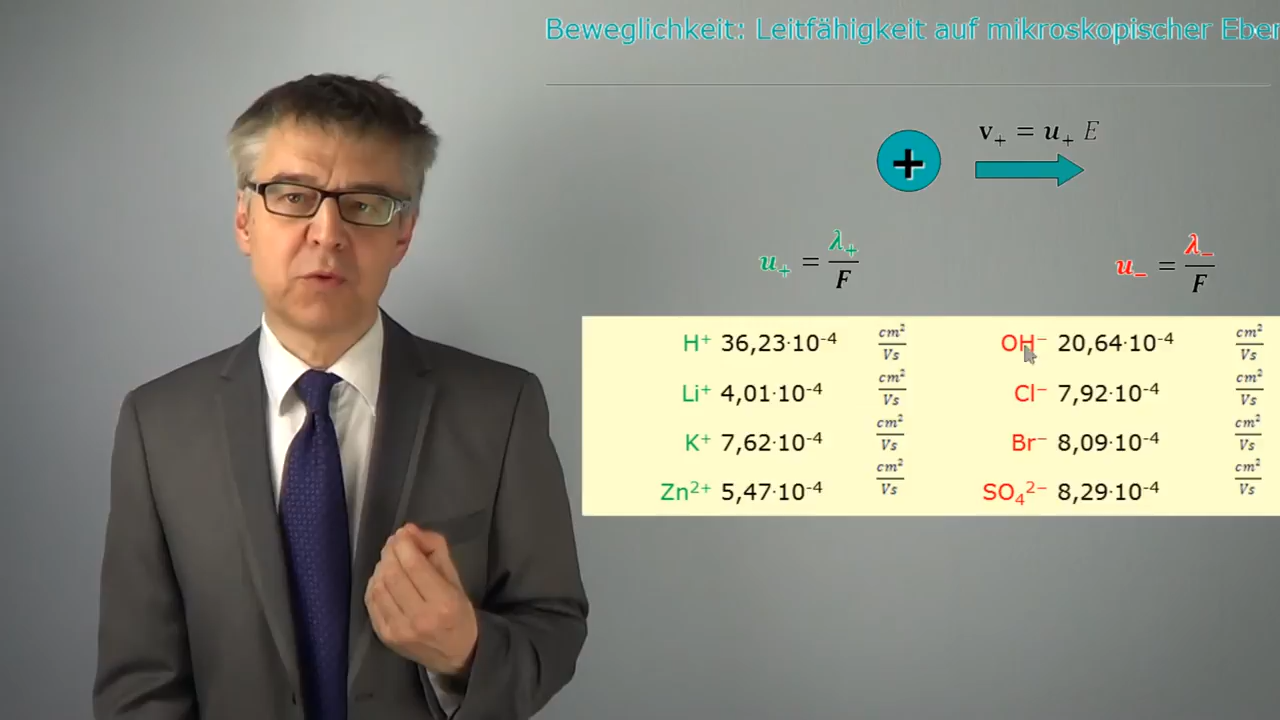 Beweglichkeit: Leitfähigkeit auf mikroskopischer Eben
+ v₊ = u₊ E
u₊ = λ₊/F u₋ = λ₋/F
H⁺ 36,23·10⁻⁴ cm²/Vs OH⁻ 20,64·10⁻⁴ cm²/Vs
Li⁺ 4,01·10⁻⁴ cm²/Vs Cl⁻ 7,92·10⁻⁴ cm²/Vs
K⁺ 7,62·10⁻⁴ cm²/Vs Br⁻ 8,09·10⁻⁴ cm²/Vs
Zn²⁺ 5,47·10⁻⁴ cm²/Vs SO₄²⁻ 8,29·10⁻⁴ cm²/Vs